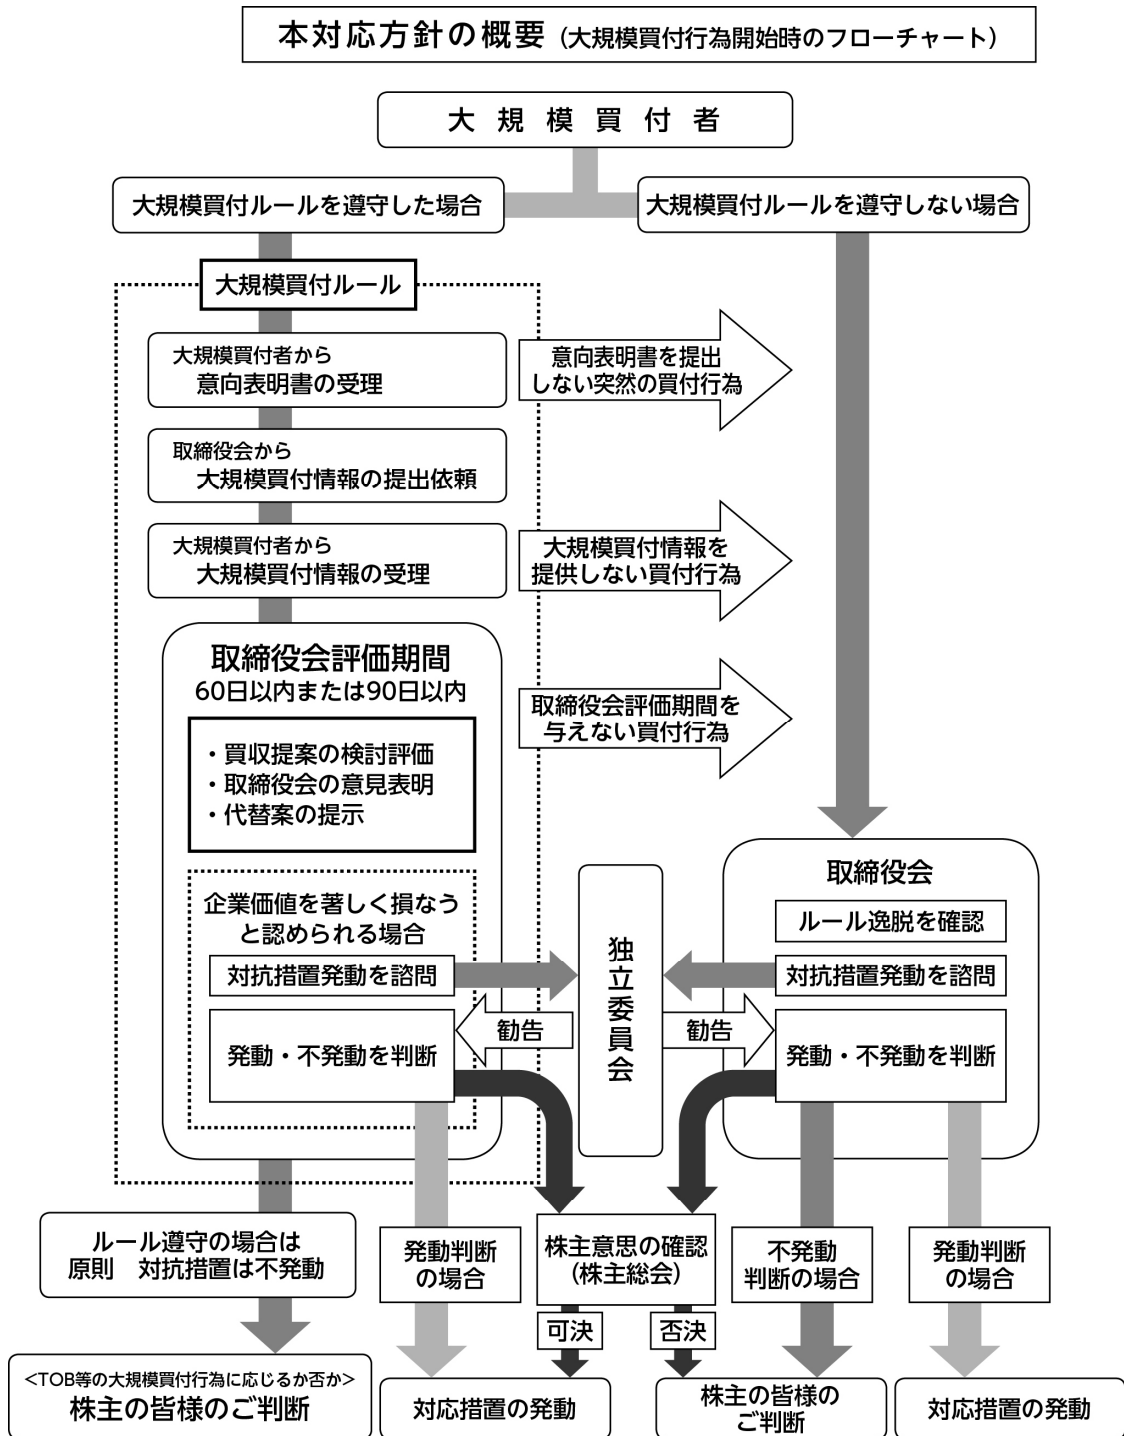 本対応方針の概要（大規模買付行為開始時のフローチャート）
大規模買付者
大規模買付ルールを遵守した場合
大規模買付ルールを遵守しない場合
大規模買付ルール
大規模買付者から
意向表明書の受理
意向表明書を提出
しない突然の買付行為
取締役会から
大規模買付情報の提出依頼
大規模買付者から
大規模買付情報の受理
大規模買付情報を
提供しない買付行為
取締役会評価期間
60日以内または90日以内
取締役会評価期間を
与えない買付行為
・買収提案の検討評価
・取締役会の意見表明
・代替案の提示
企業価値を著しく損なう
と認められる場合
対抗措置発動を諮問
発動・不発動を判断
勧告
独立委員会
勧告
取締役会
ルール逸脱を確認
対抗措置発動を諮問
発動・不発動を判断
ルール遵守の場合は
原則　対抗措置は不発動
発動判断
の場合
株主意思の確認
（株主総会）
不発動
判断の場合
発動判断
の場合
可決
否決
<TOB等の大規模買付行為に応じるか否か>
株主の皆様のご判断
対応措置の発動
株主の皆様の
ご判断
対応措置の発動